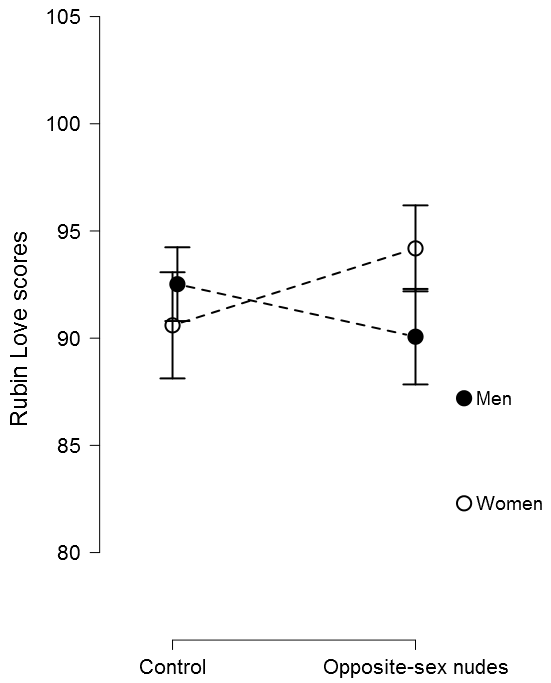 105
100
95
90
85
80
Rubin Love scores
Men
Women
Control
Opposite-sex nudes